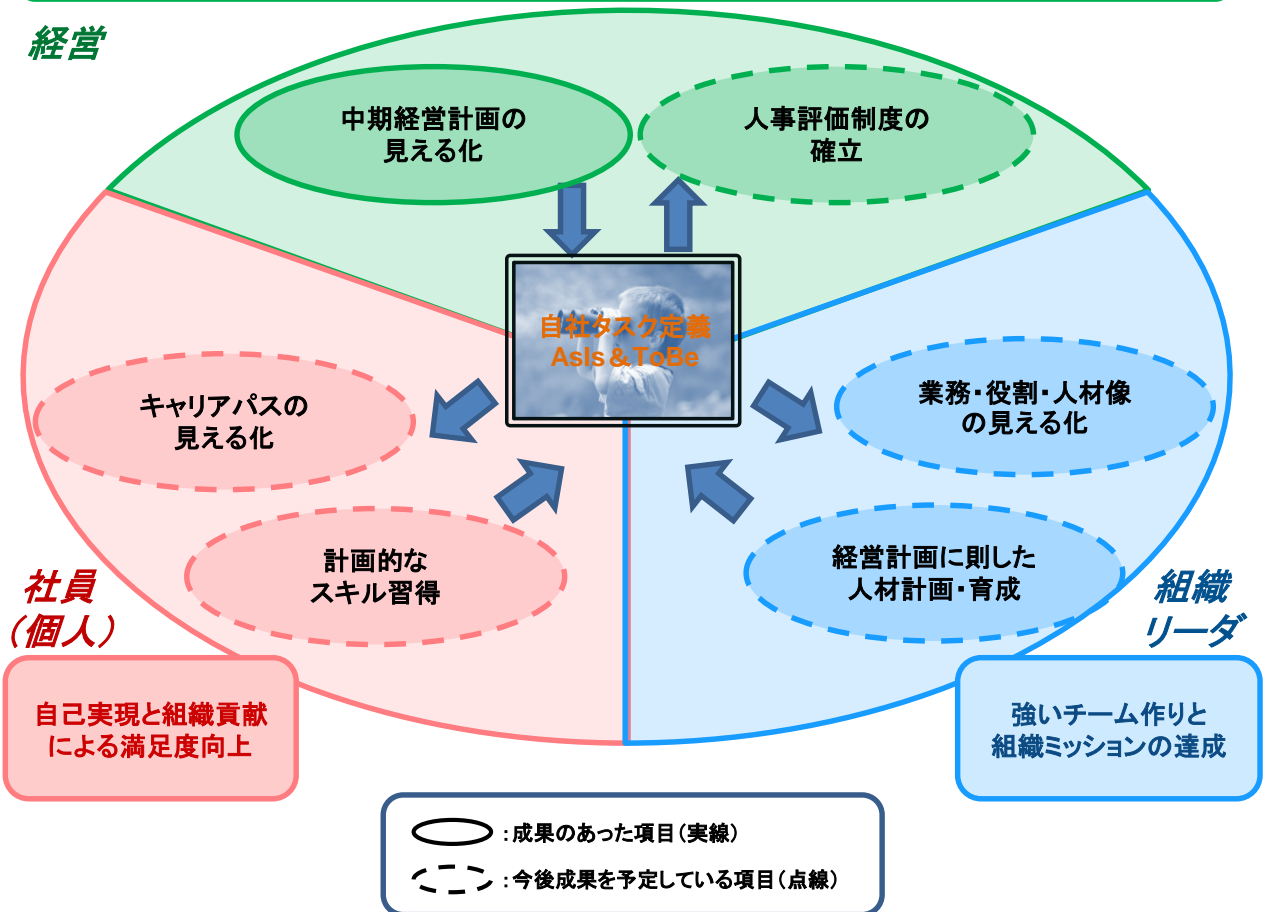 経営
中期経営計画の
見える化
人事評価制度の
確立
自社タスク定義
AsIs＆ToBe
キャリアパスの
見える化
業務・役割・人材像
の見える化
計画的な
スキル習得
経営計画に則した
人材計画・育成
社員
（個人）
組織
リーダ
自己実現と組織貢献
による満足度向上
強いチーム作りと
組織ミッションの達成
：成果のあった項目（実線）
：今後成果を予定している項目（点線）